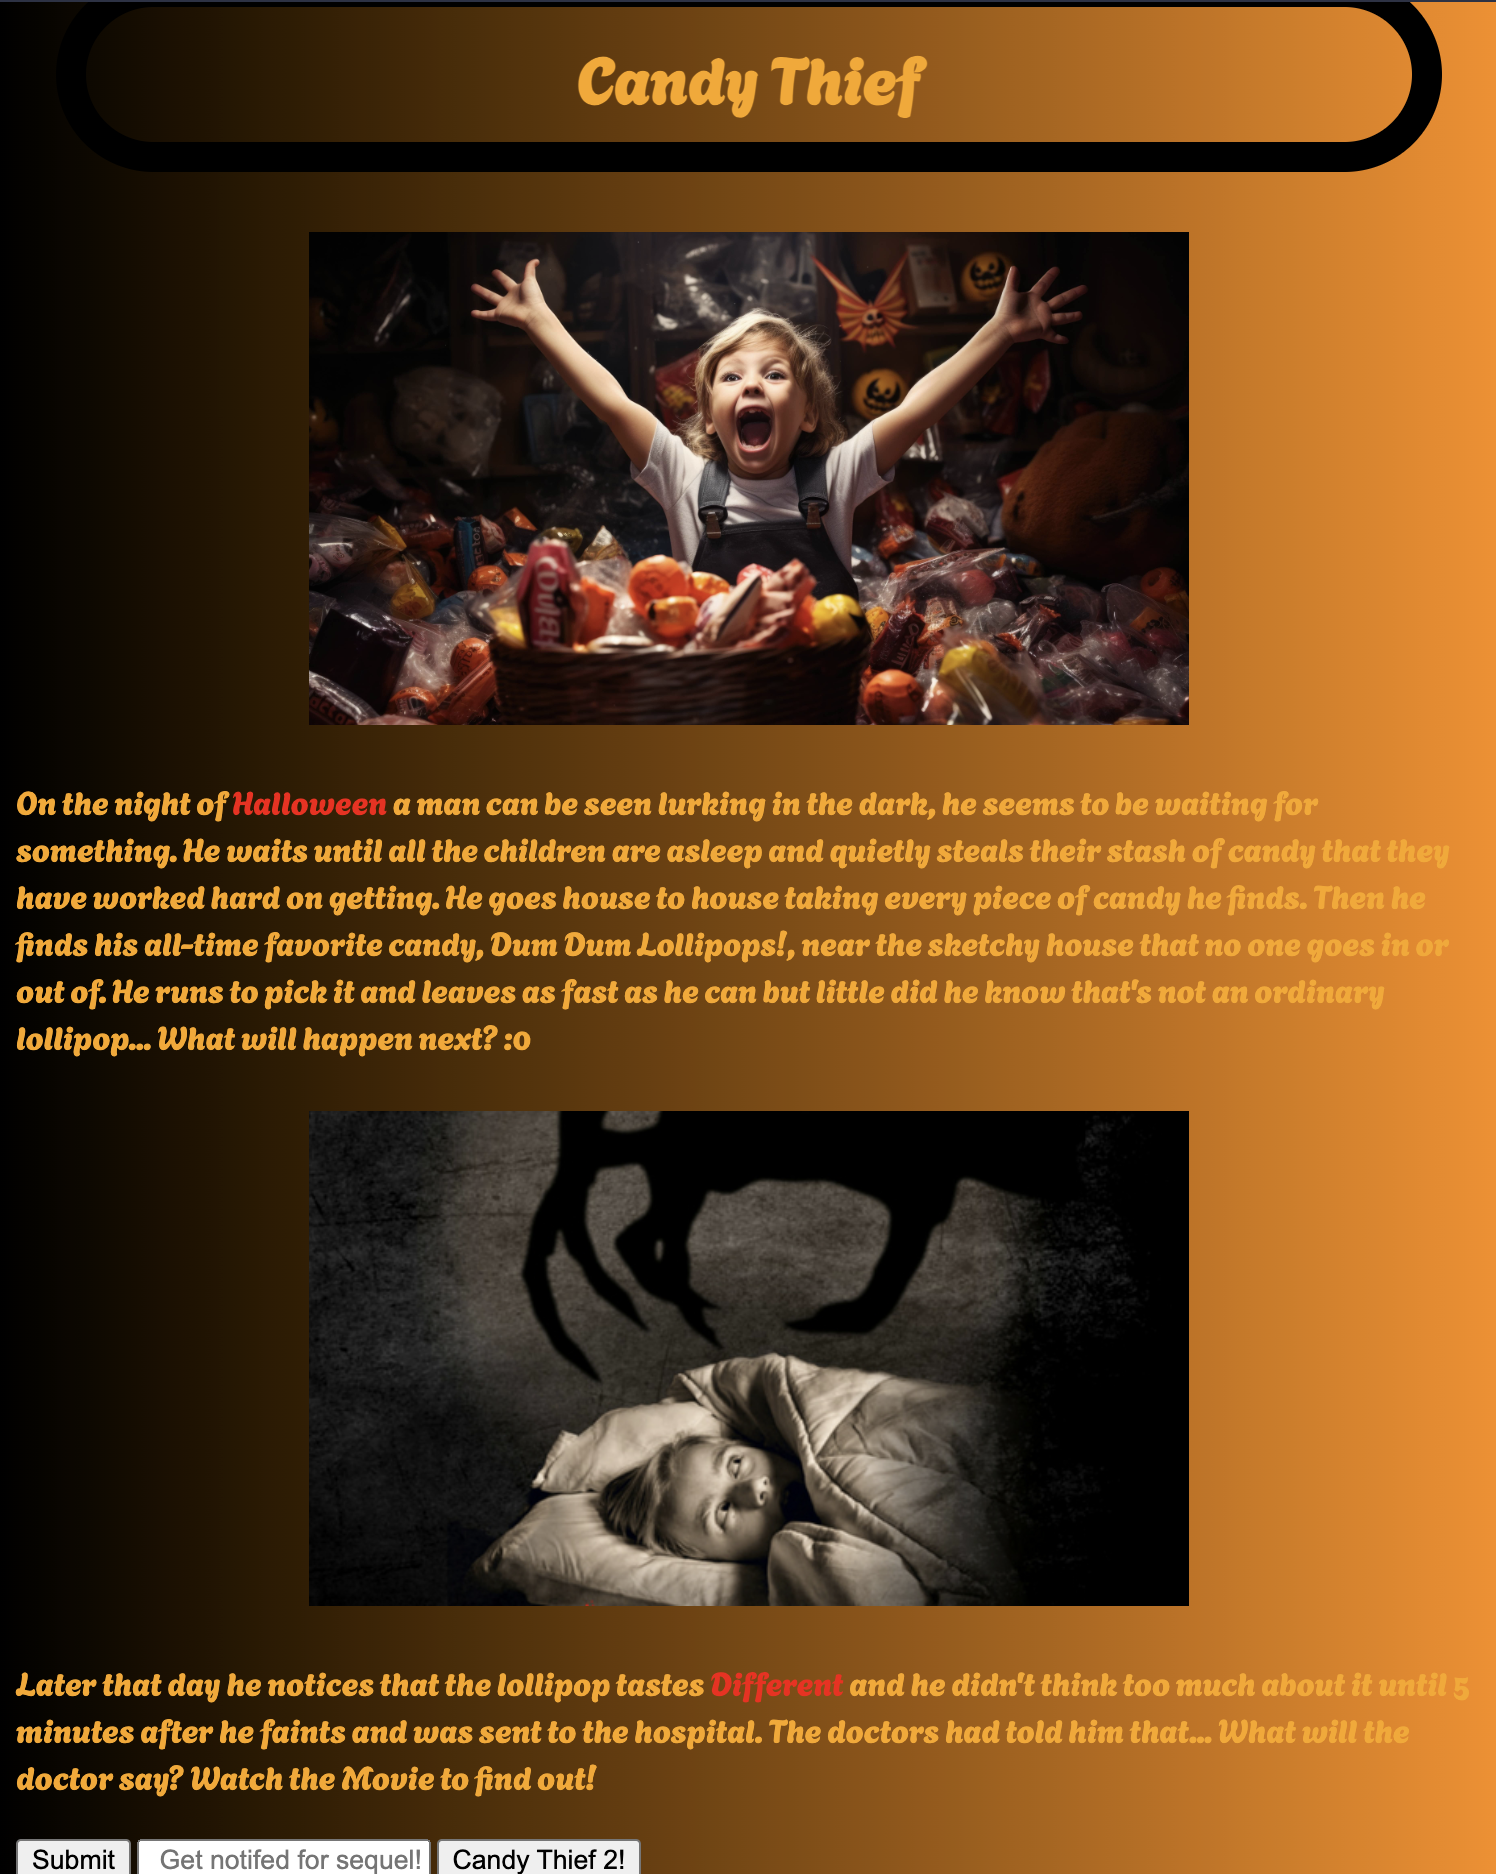 Candy Thief
On the night of Halloween a man can be seen lurking in the dark, he seems to be waiting for
something. He waits until all the children are asleep and quietly steals their stash of candy that they
have worked hard on getting. He goes house to house taking every piece of candy he finds. Then he
finds his all-time favorite candy, Dum Dum Lollipops!, near the sketchy house that no one goes in or
out of. He runs to pick it and leaves as fast as he can but little did he know that's not an ordinary
lollipop... What will happen next? :0
Later that day he notices that the lollipop tastes Different and he didn't think too much about it until 5
minutes after he faints and was sent to the hospital. The doctors had told him that... What will the
doctor say? Watch the Movie to find out!
Submit Get notifed for sequel! Candy Thief 2!